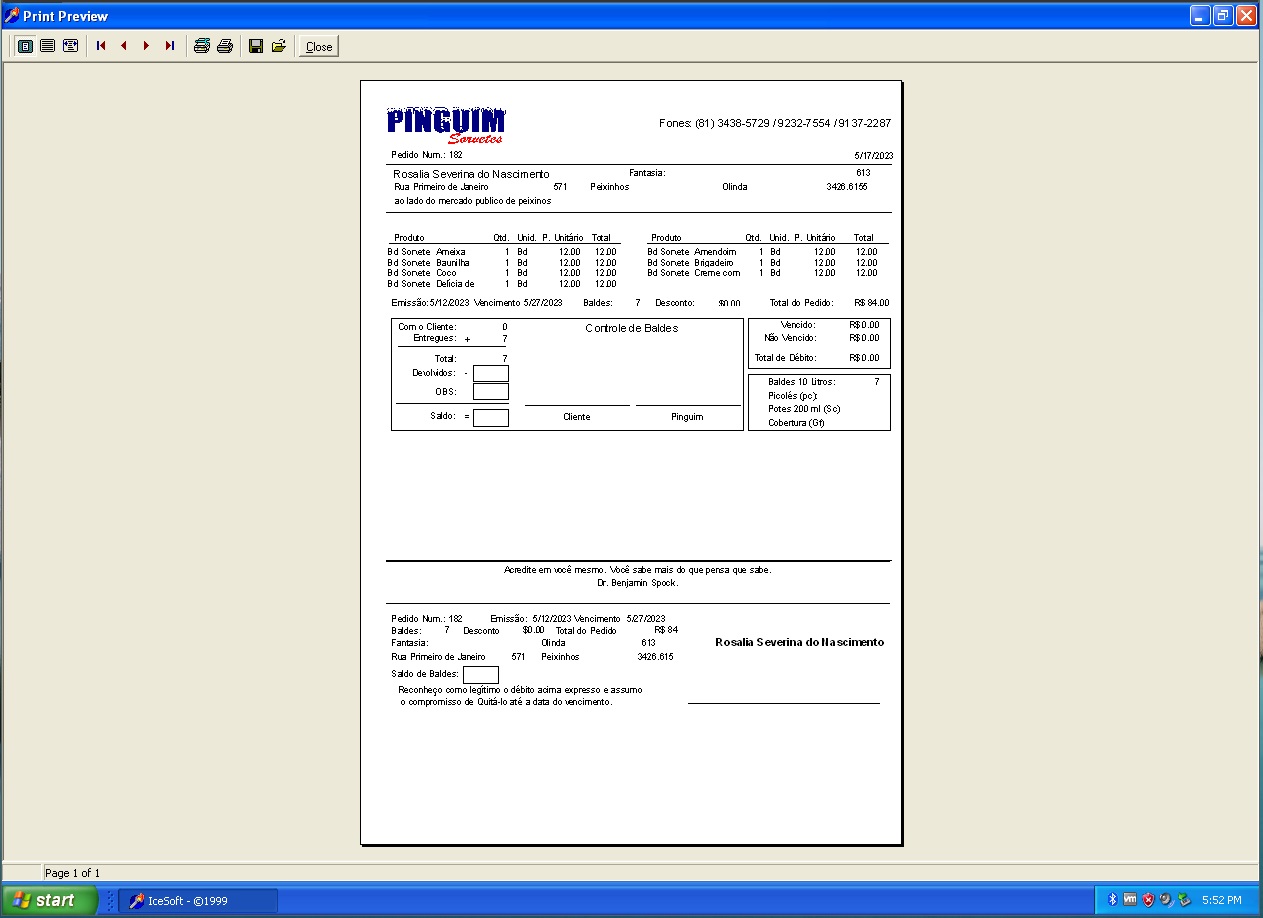 Print Preview
Close
PINGUIM
Sorvetes
Fones: (81) 3438-5729 /9232-7554 /9137-2287
Pedido Num.: 182 5/17/2023
Rosalia Severina do Nascimento Fantasia: 613
Rua Primeiro de Janeiro 571 Peixinhos Olinda 3426.6155
ao lado do mercado publico de peixinos
Produto Qtd. Unid. P. Unitário Total Produto Qtd. Unid. P. Unitário Total
Bd Sorvete Ameixa 1 Bd 12.00 12.00 Bd Sorvete Amendoim 1 Bd 12.00 12.00
Bd Sorvete Baunilha 1 Bd 12.00 12.00 Bd Sorvete Brigadeiro 1 Bd 12.00 12.00
Bd Sorvete Coco 1 Bd 12.00 12.00 Bd Sorvete Creme com 1 Bd 12.00 12.00
Bd Sorvete Delicia de 1 Bd 12.00 12.00
Emissão: 5/12/2023 Vencimento 5/27/2023 Baldes: 7 Desconto: $0.00 Total do Pedido: R$ 84.00
Com o Cliente: 0
Entregues: + 7
Total: 7
Devolvidos: -
OBS:
Saldo: =
Controle de Baldes
Cliente Pinguim
Vencido: R$ 0.00
Não Vencido: R$ 0.00
Total de Débito: R$ 0.00
Baldes 10 Litros: 7
Picolés (pc):
Potes 200 ml (Sc)
Cobertura (Gf)
Acredite em você mesmo. Você sabe mais do que pensa que sabe.
Dr. Benjamin Spock.
Pedido Num.: 182 Emissão: 5/12/2023 Vencimento 5/27/2023
Baldes: 7 Desconto $0.00 Total do Pedido R$ 84
Fantasia: Olinda 613
Rua Primeiro de Janeiro 571 Peixinhos 3426.615
Saldo de Baldes:
Reconheço como legítimo o débito acima expresso e assumo
o compromisso de Quitá-lo até a data do vencimento.
Rosalia Severina do Nascimento
Page 1 of 1
start IceSoft - ©1999 vm 5:52 PM